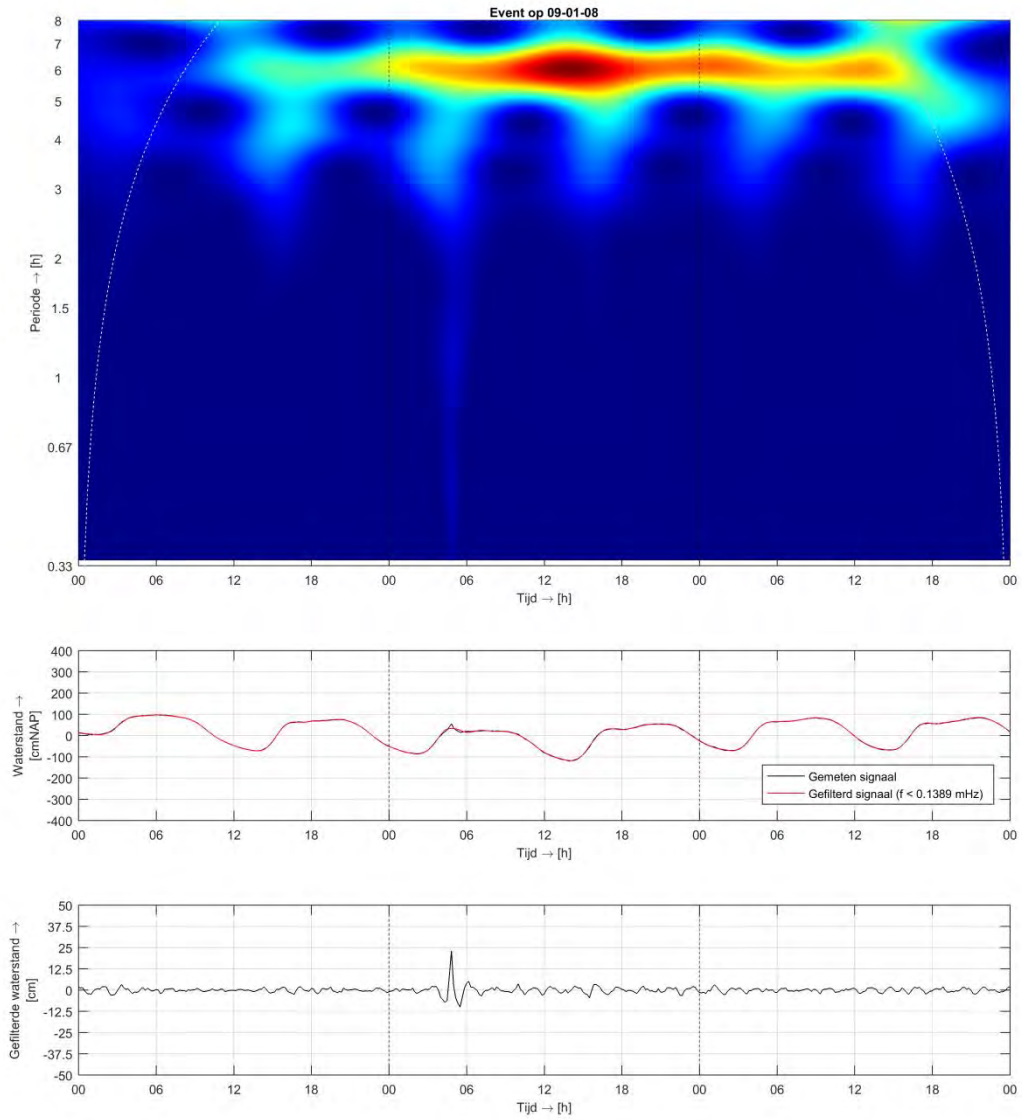 Event op 09-01-08
Periode → [h]
8
7
6
5
4
3
2
1.5
1
0.67
0.33
00 06 12 18 00 06 12 18 00 06 12 18 00
Tijd → [h]
Waterstand →
[cmNAP]
400
300
200
100
0
-100
-200
-300
-400
Gemeten signaal
Gefilterd signaal (f < 0.1389 mHz)
00 06 12 18 00 06 12 18 00 06 12 18 00
Tijd → [h]
Gefilterde waterstand →
[cm]
50
37.5
25
12.5
0
-12.5
-25
-37.5
-50
00 06 12 18 00 06 12 18 00 06 12 18 00
Tijd → [h]